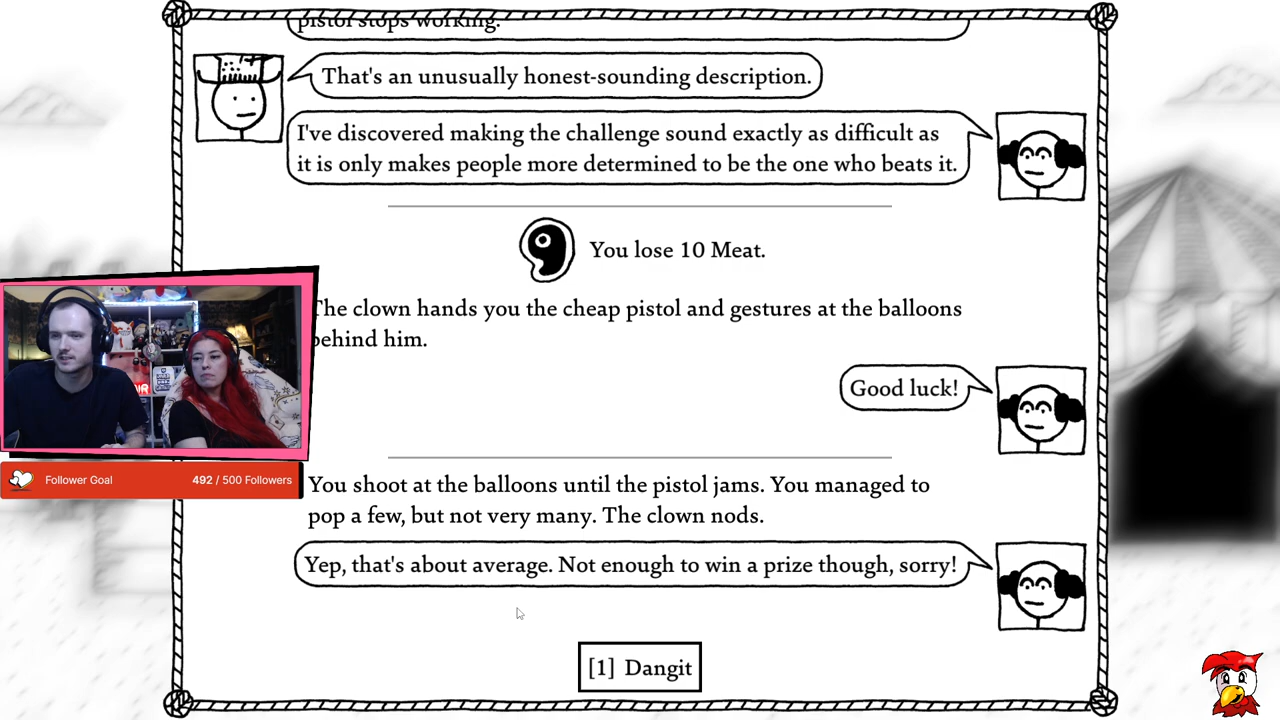 pistol stops working.
That's an unusually honest-sounding description.
I've discovered making the challenge sound exactly as difficult as
it is only makes people more determined to be the one who beats it.
You lose 10 Meat.
The clown hands you the cheap pistol and gestures at the balloons
behind him.
Good luck!
Follower Goal 492 / 500 Followers
You shoot at the balloons until the pistol jams. You managed to
pop a few, but not very many. The clown nods.
Yep, that's about average. Not enough to win a prize though, sorry!
[1] Dangit